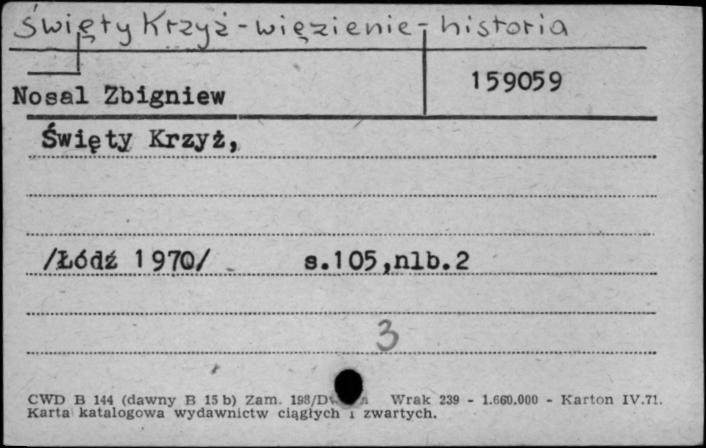 Święty Krzyż - więzienie - historia
159059
Nosal Zbigniew
Święty Krzyż,
/Łódź 1970/ s.105,nlb.2
3
CWD B 144 (dawny B 15 b) Zam. Wrak 239 - 1.660.000 - Karton IV.71.
Karta katalogowa wydawnictw ciągłych i zwartych.